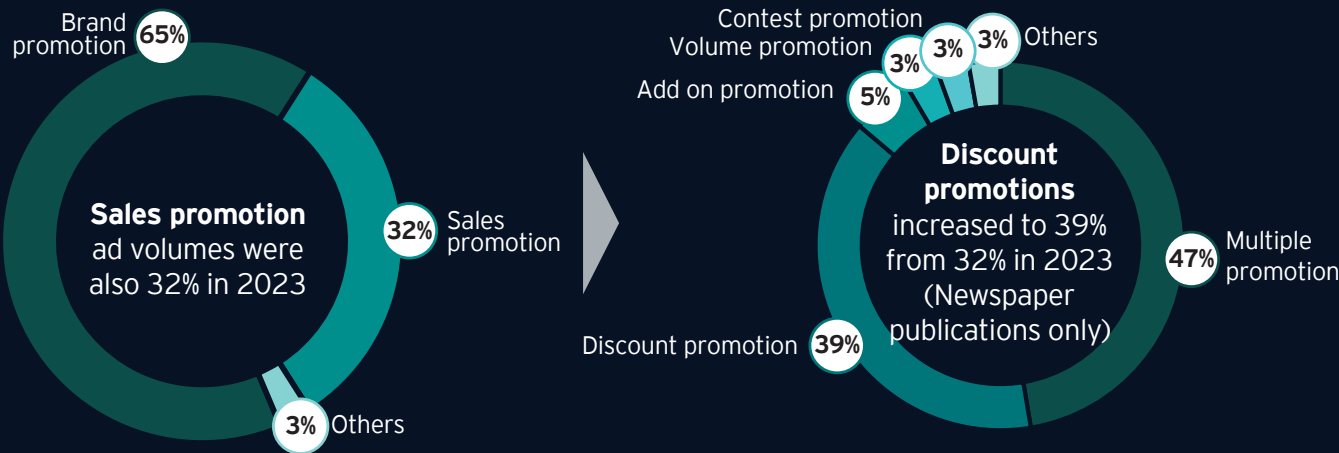 Brand
promotion
65%
Sales promotion
ad volumes were
also 32% in 2023
32%
Sales
promotion
3%
Others
Contest promotion
Volume promotion
Add on promotion
5%
3%
3%
3%
Others
Discount
promotions
increased to 39%
from 32% in 2023
(Newspaper
publications only)
47%
Multiple
promotion
Discount promotion
39%